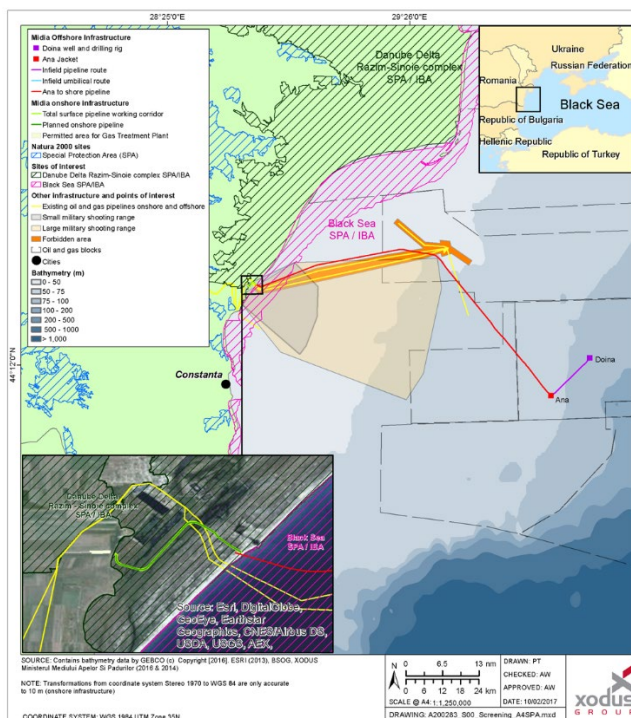 28°25'0"E
29°26'0"E
44°12'0"N
Midia Offshore Infrastructure
Doina well and drilling rig
Ana Jacket
Infield pipeline route
Infield umbilical route
Ana to shore pipeline
Midia onshore Infrastructure
Total surface pipeline working corridor
Planned onshore pipeline
Permitted area for Gas Treatment Plant
Natura 2000 sites
Special Protection Area (SPA)
Sites of Interest
Danube Delta Razim-Sinoie complex SPA/IBA
Black Sea SPA/IBA
Other Infrastructure and points of interest
Existing oil and gas pipelines onshore and offshore
Small military shooting range
Large military shooting range
Forbidden area
Oil and gas blocks
Cities
Bathymetry (m)
0 - 50
50 - 75
75 - 100
100 - 200
200 - 500
500 - 1000
> 1,000
Danube Delta
Razim-Sinoie complex
SPA / IBA
Ukraine
Russian Federation
Romania
Black Sea
Republic of Bulgaria
Hellenic Republic
Republic of Turkey
Black Sea
SPA / IBA
Doina
Ana
Constanta
Danube Delta
Razim - Sinoie complex
SPA / IBA
Black Sea
SPA / IBA
Source: Esri, DigitalGlobe,
GeoEye, Earthstar
Geographics, CNES/Airbus DS,
USDA, USGS, AEX,
SOURCE: Contains bathymetry data by GEBCO (c) Copyright [2016]. ESRI (2013), BSOG, XODUS
Ministerul Mediului Apelor Si Padurilor (2016 & 2014)
NOTE: Transformations from coordinate system Stereo 1970 to WGS 84 are only accurate
to 10 m (onshore infrastructure)
COORDINATE SYSTEM: WGS 1984 UTM Zone 35N
N
0 6.5 13 nm
0 10 20 km
SCALE @ A4: 1:1,250,000
DRAWN: PT
CHECKED: AW
APPROVED: AW
DATE: 10/02/2017
DRAWING: A200283_S00_Screening_A4SPA.mxd
xodus
GROUP